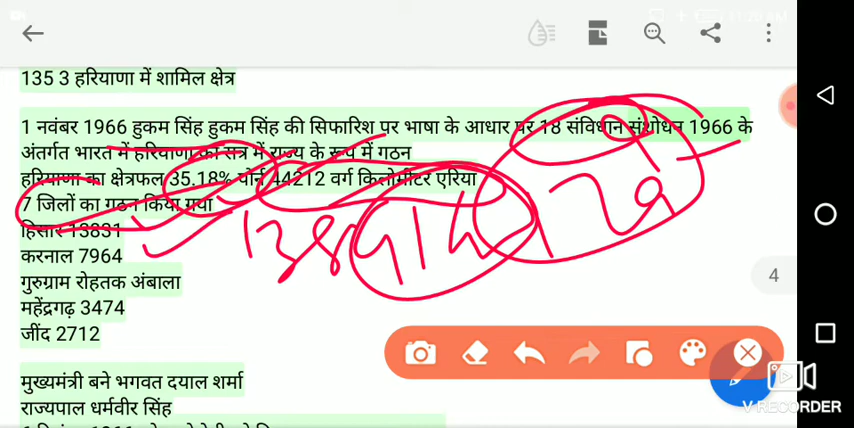 135 3 हरियाणा में शामिल क्षेत्र
1 नवंबर 1966 हुकम सिंह हुकम सिंह की सिफारिश पर भाषा के आधार पर 18 संविधान संशोधन 1966 के
अंतर्गत भारत में हरियाणा का सत्र में राज्य के रूप में गठन
हरियाणा का क्षेत्रफल 35.18% पोर्न 44212 वर्ग किलोमीटर एरिया
7 जिलों का गठन किया गया
हिसार 13831
करनाल 7964
गुरुग्राम रोहतक अंबाला
महेंद्रगढ़ 3474
जींद 2712
4
मुख्यमंत्री बने भगवत दयाल शर्मा
राज्यपाल धर्मवीर सिंह
V RECORDER